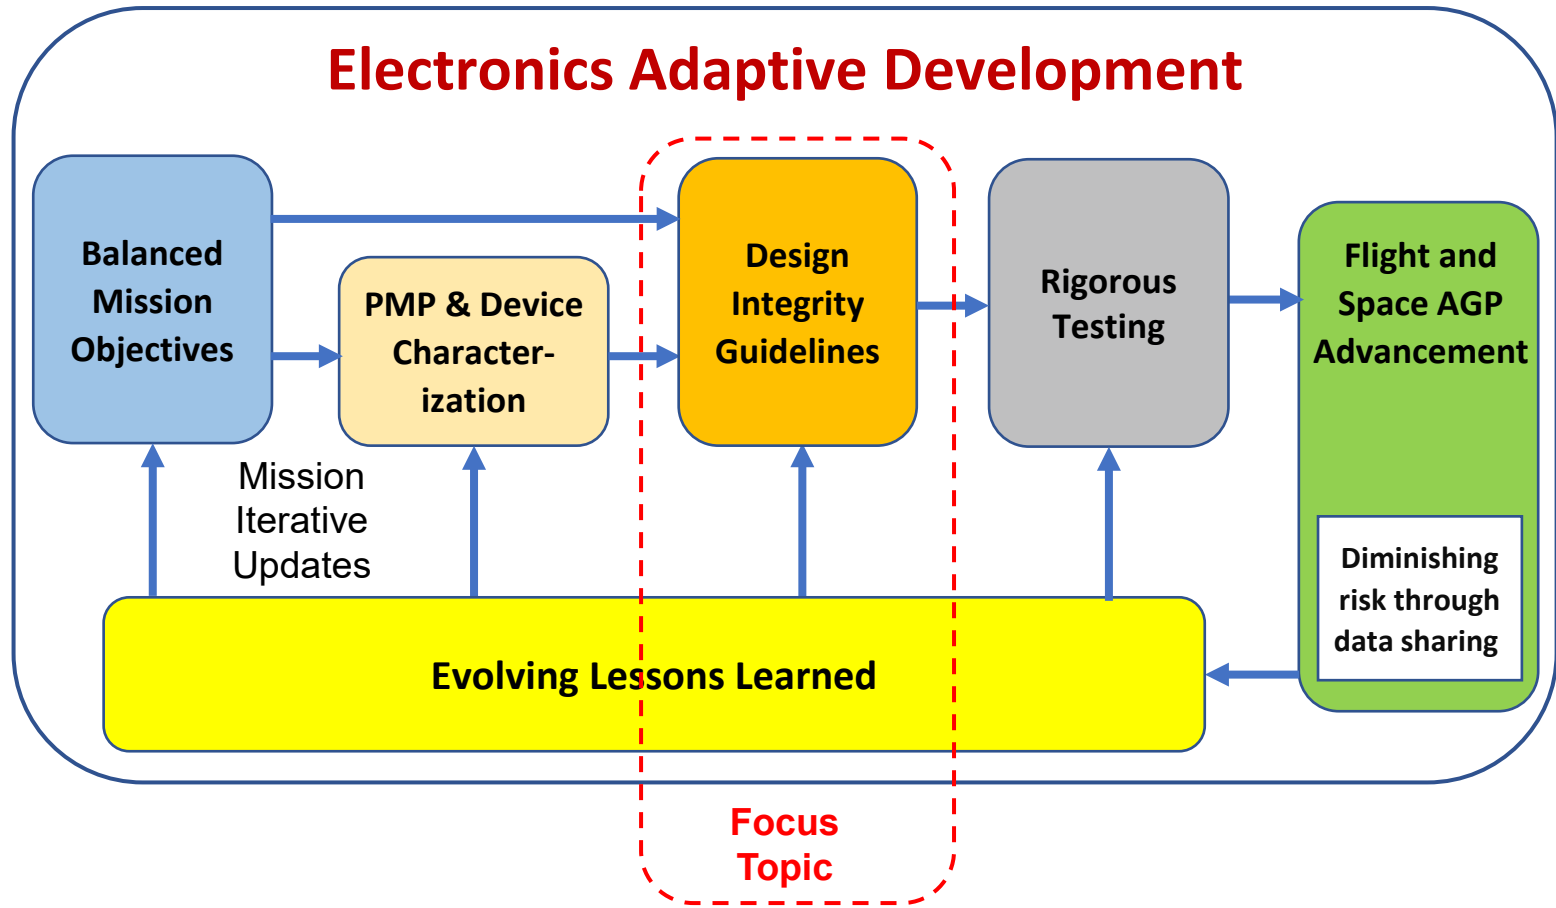 Electronics Adaptive Development
Balanced
Mission
Objectives
PMP & Device
Character-
ization
Design
Integrity
Guidelines
Rigorous
Testing
Flight and
Space AGP
Advancement
Mission
Iterative
Updates
Diminishing
risk through
data sharing
Evolving Lessons Learned
Focus
Topic